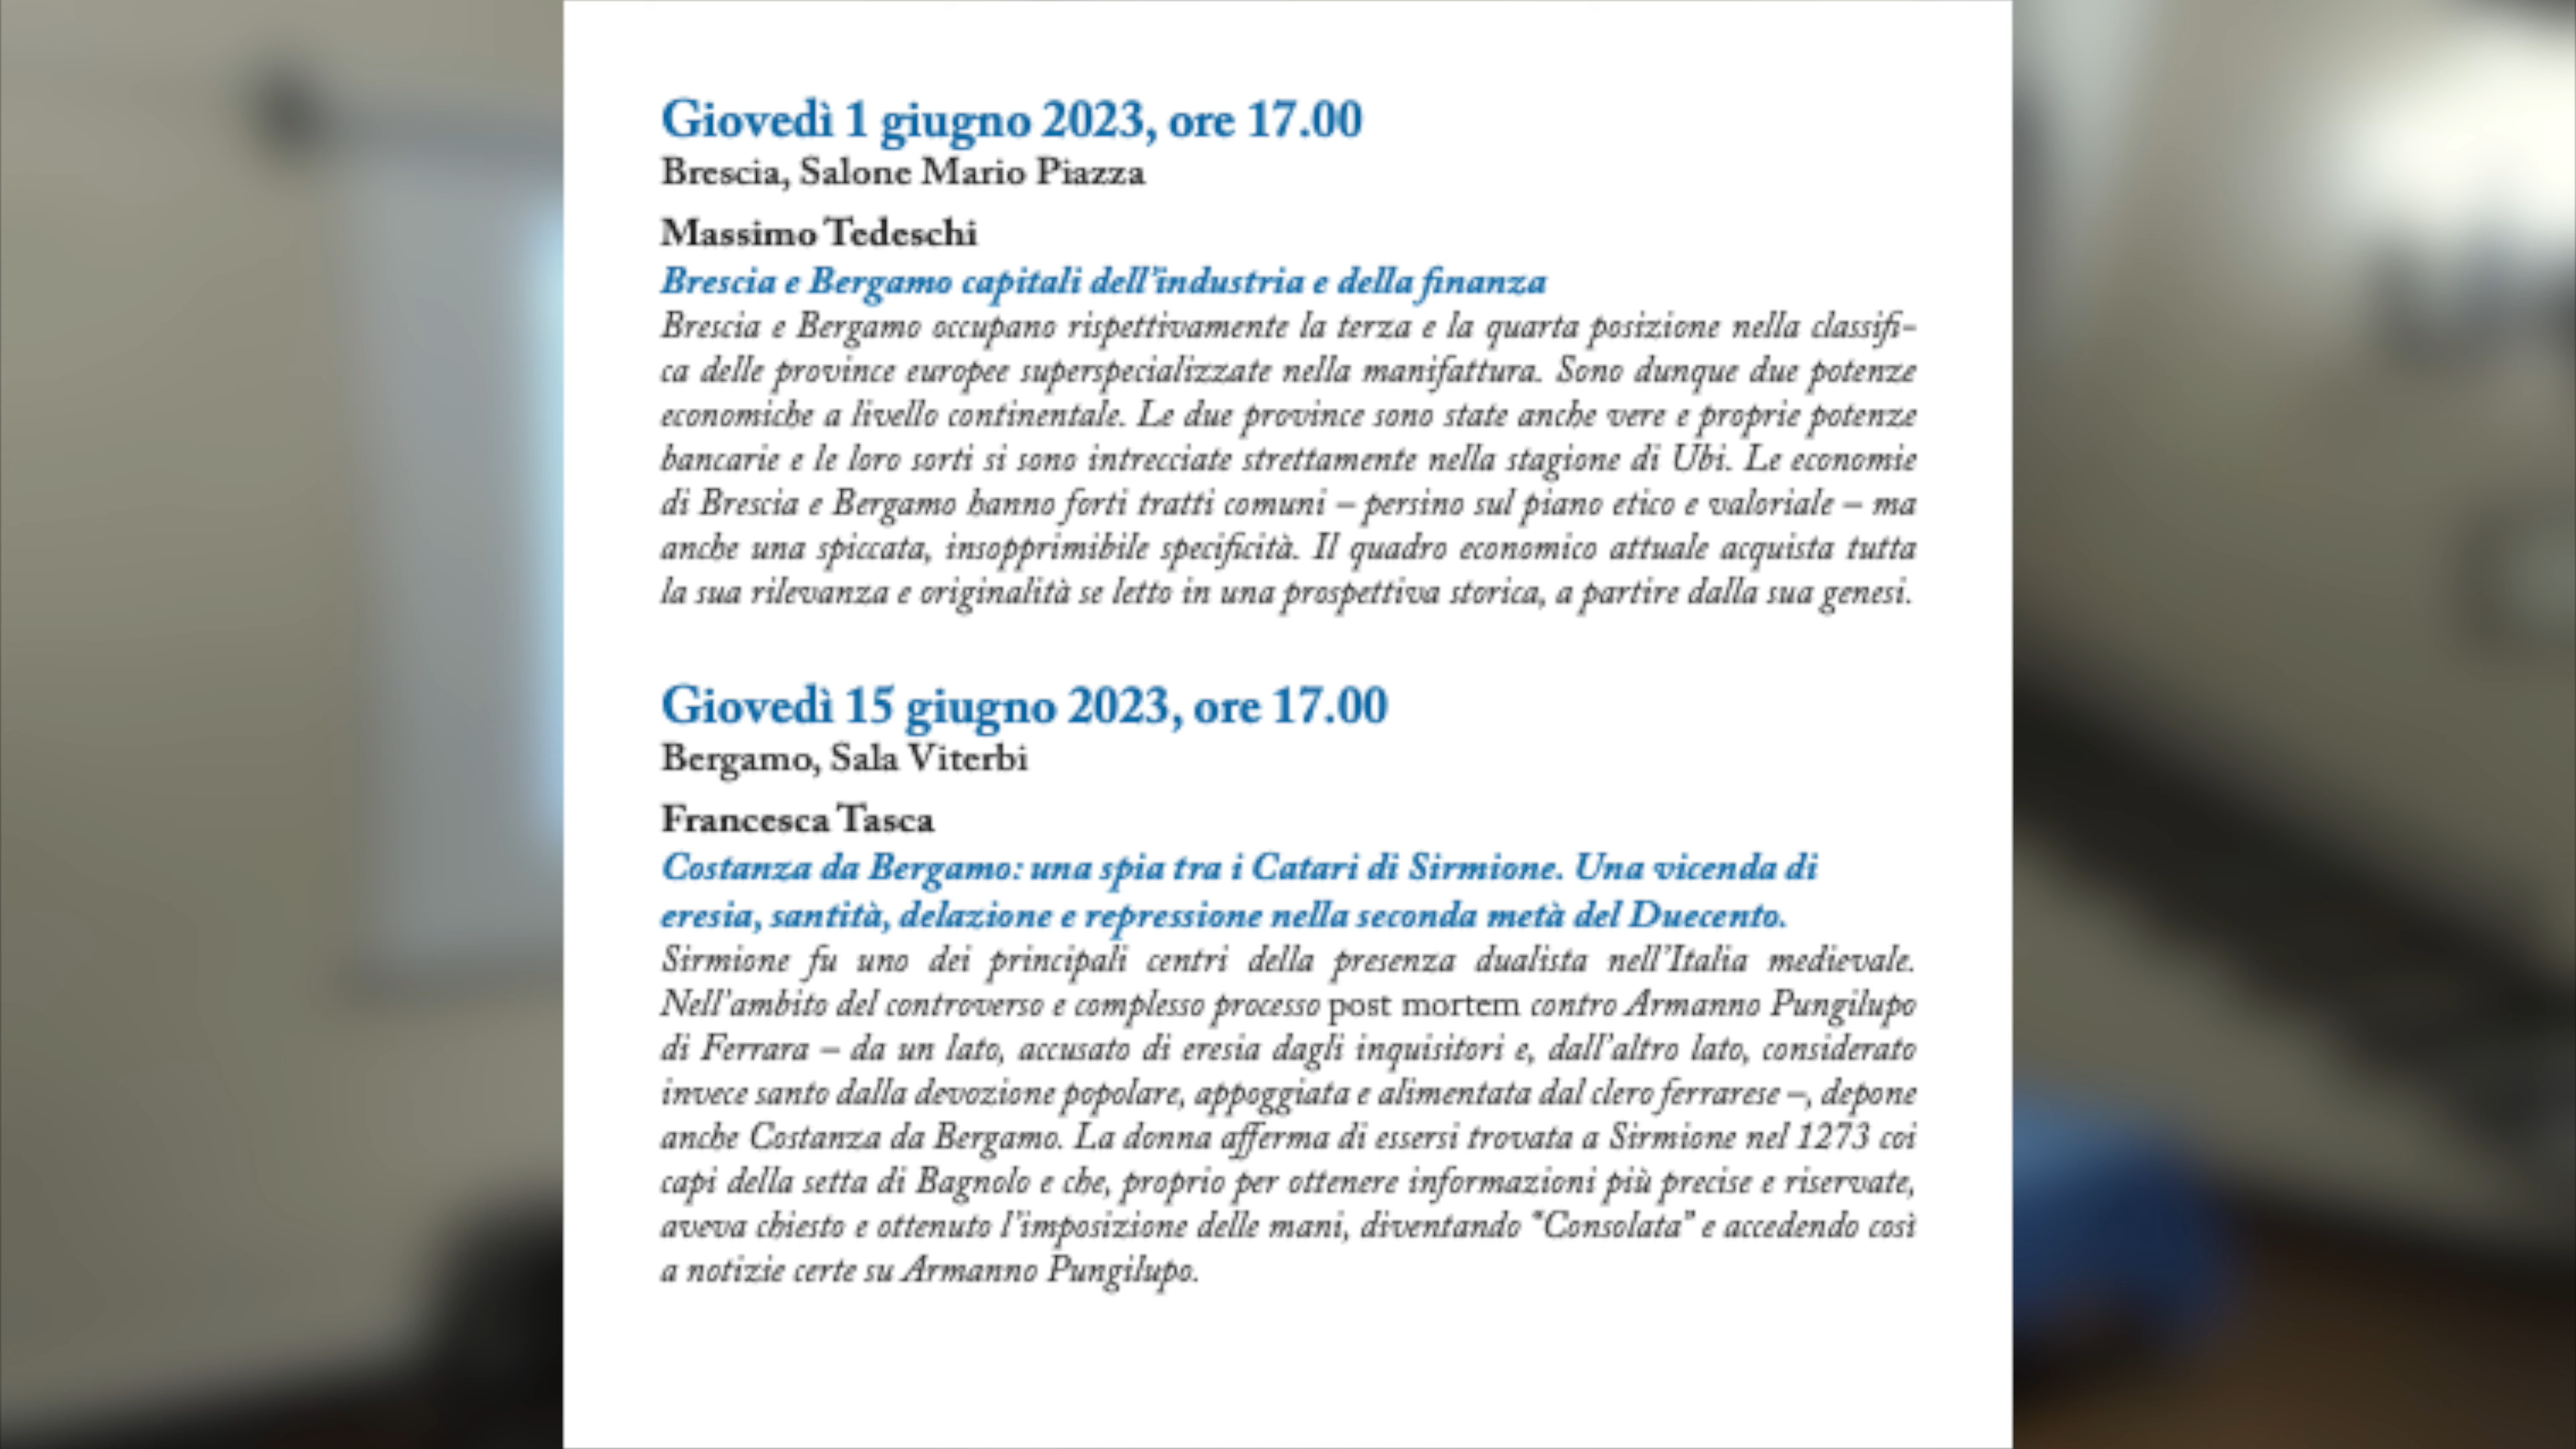 Giovedì 1 giugno 2023, ore 17.00
Brescia, Salone Mario Piazza
Massimo Tedeschi
Brescia e Bergamo capitali dell'industria e della finanza
Brescia e Bergamo occupano rispettivamente la terza e la quarta posizione nella classifi-
ca delle province europee superspecializzate nella manifattura. Sono dunque due potenze
economiche a livello continentale. Le due province sono state anche vere e proprie potenze
bancarie e le loro sorti si sono intrecciate strettamente nella stagione di Ubi. Le economie
di Brescia e Bergamo hanno forti tratti comuni – persino sul piano etico e valoriale – ma
anche una spiccata, insopprimibile specificità. Il quadro economico attuale acquista tutta
la sua rilevanza e originalità se letto in una prospettiva storica, a partire dalla sua genesi.
Giovedì 15 giugno 2023, ore 17.00
Bergamo, Sala Viterbi
Francesca Tasca
Costanza da Bergamo: una spia tra i Catari di Sirmione. Una vicenda di
eresia, santità, delazione e repressione nella seconda metà del Duecento.
Sirmione fu uno dei principali centri della presenza dualista nell'Italia medievale.
Nell'ambito del controverso e complesso processo post mortem contro Armanno Pungilupo
di Ferrara – da un lato, accusato di eresia dagli inquisitori e, dall'altro lato, considerato
invece santo dalla devozione popolare, appoggiata e alimentata dal clero ferrarese –, depone
anche Costanza da Bergamo. La donna afferma di essersi trovata a Sirmione nel 1273 coi
capi della setta di Bagnolo e che, proprio per ottenere informazioni più precise e riservate,
aveva chiesto e ottenuto l'imposizione delle mani, diventando "Consolata" e accedendo così
a notizie certe su Armanno Pungilupo.